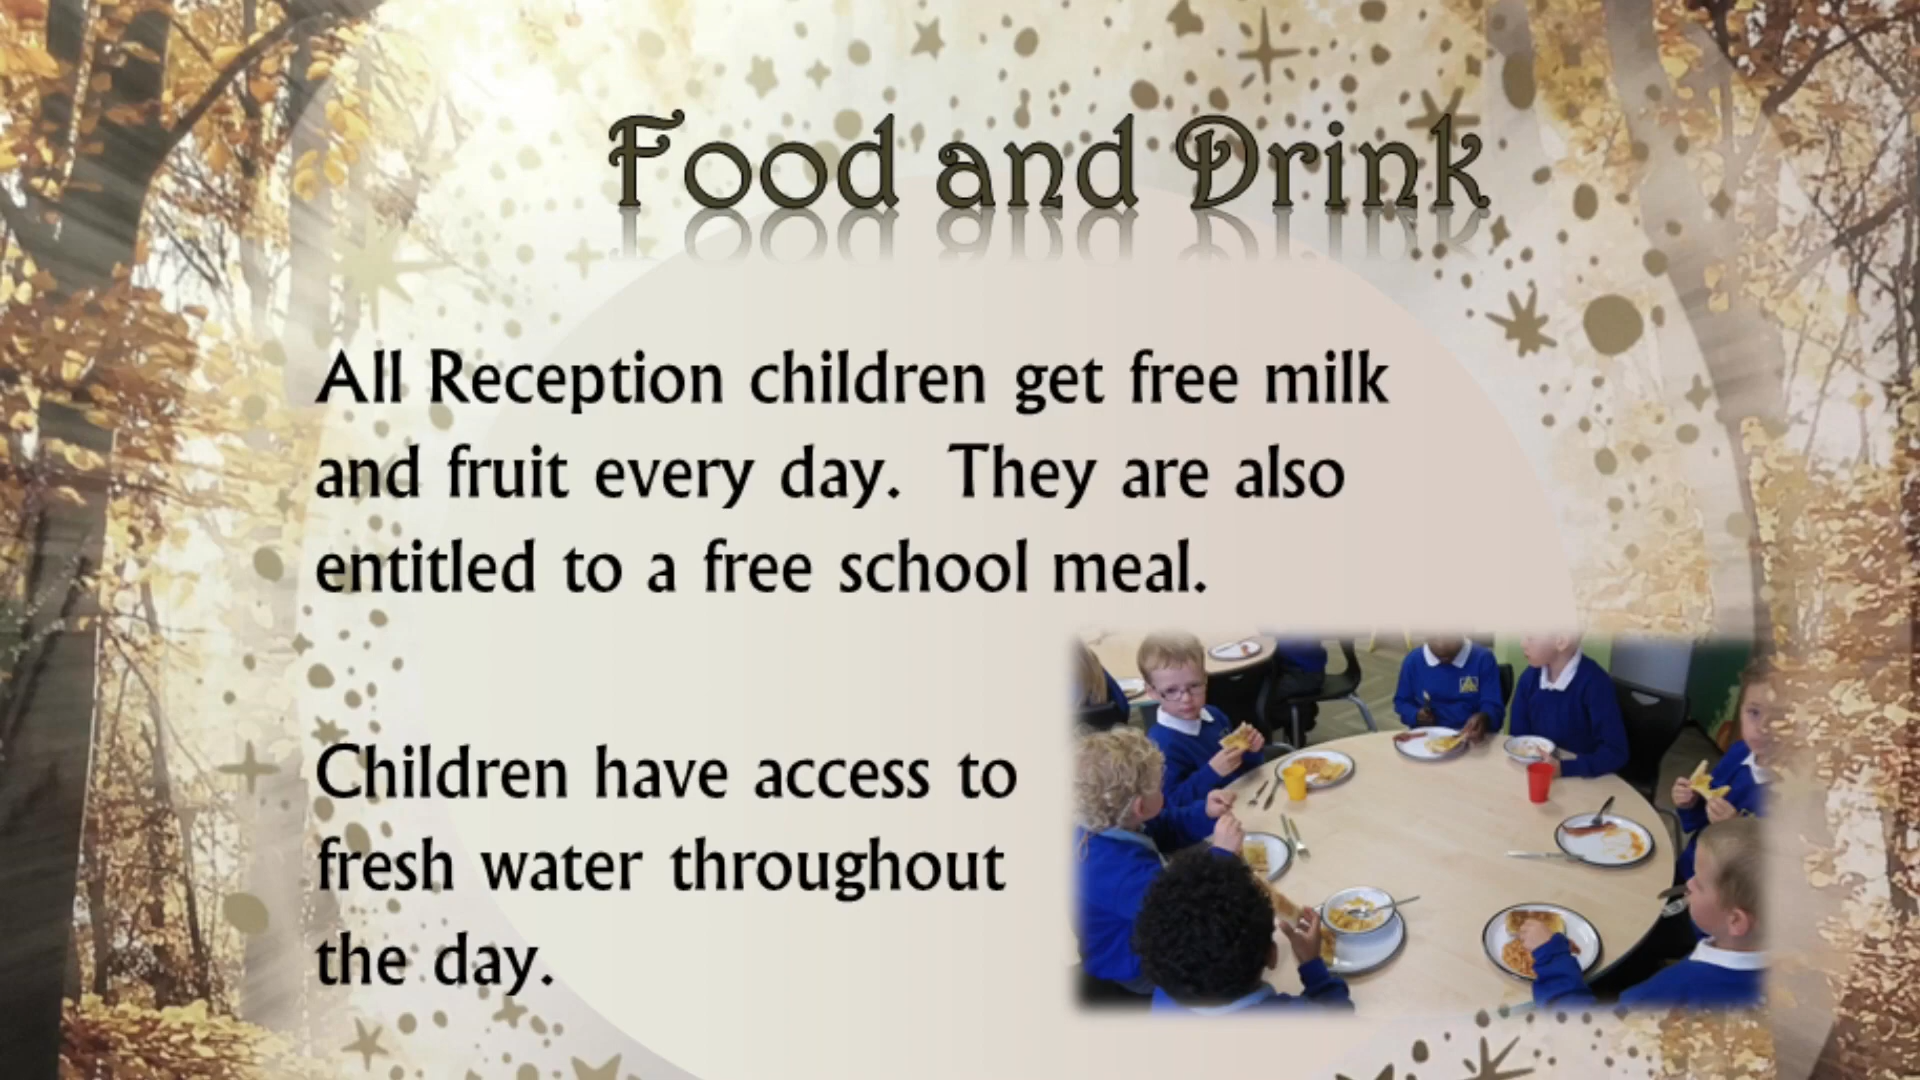 Food and Drink
All Reception children get free milk
and fruit every day.  They are also
entitled to a free school meal.
Children have access to
fresh water throughout
the day.